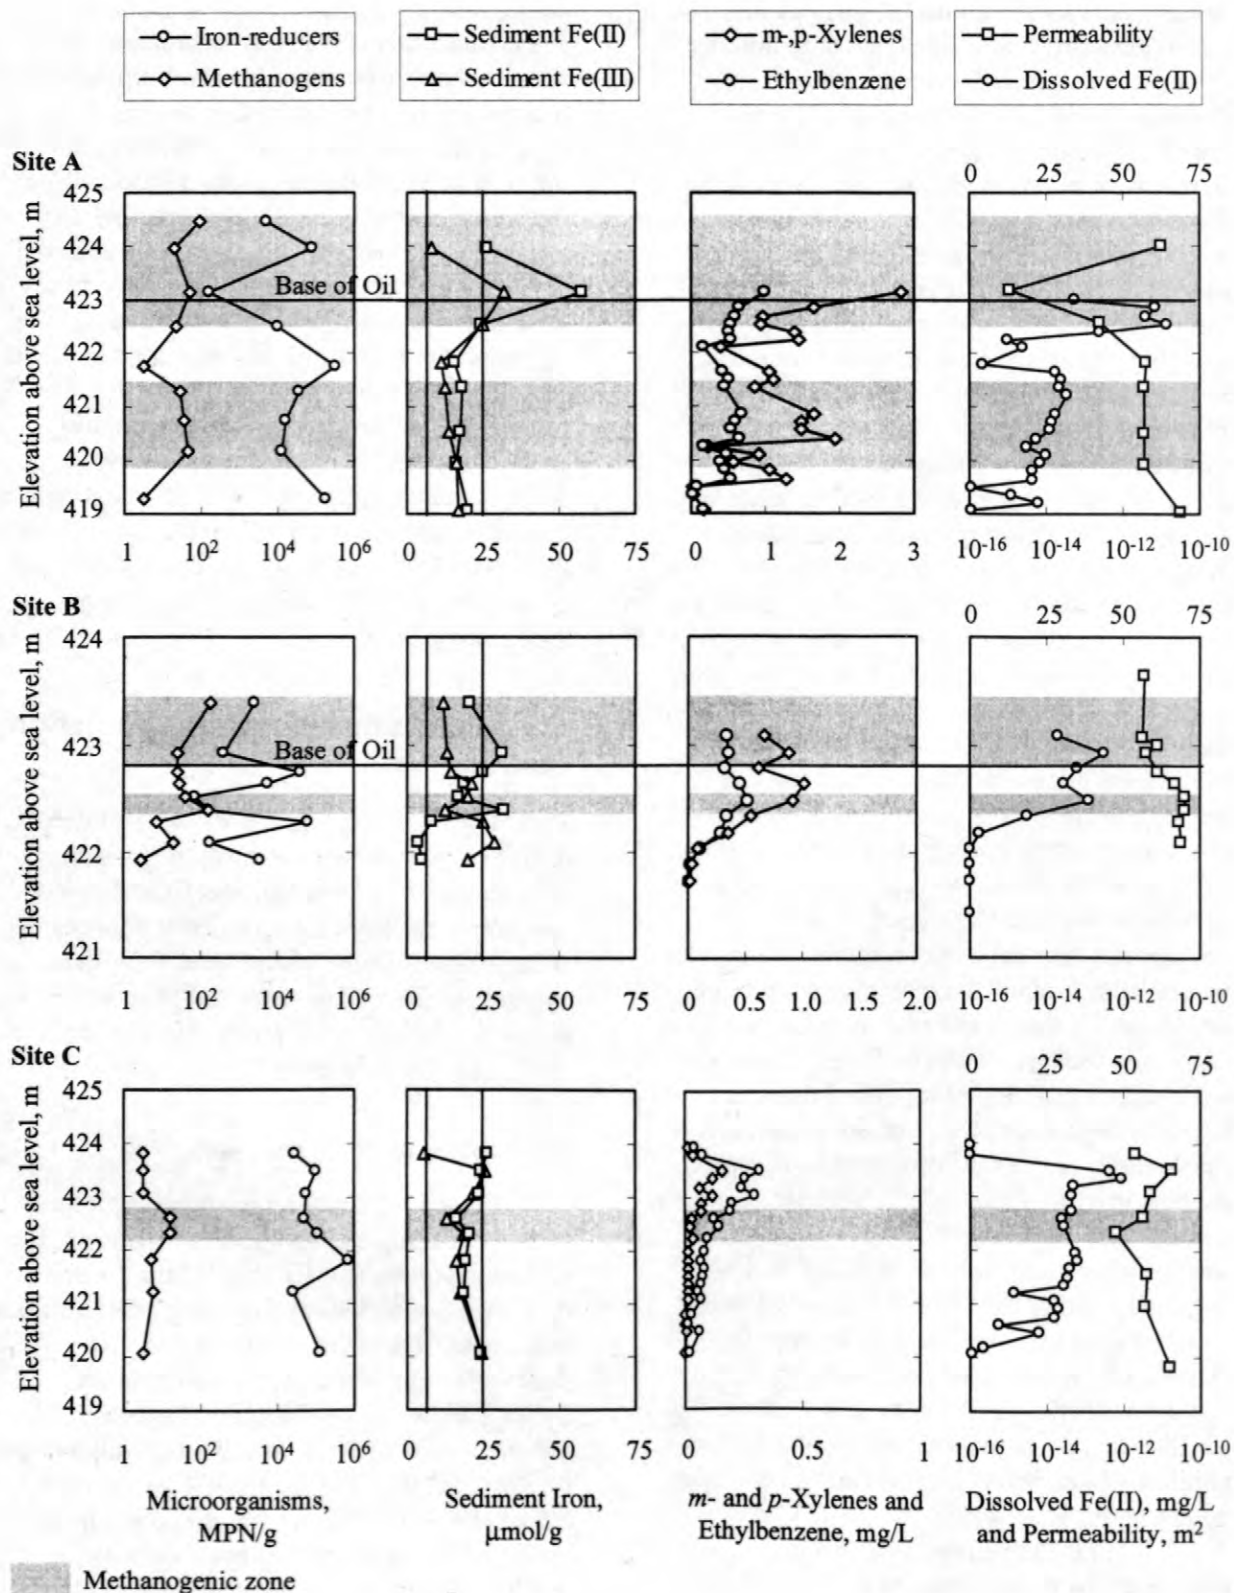 Iron-reducers
Methanogens
Sediment Fe(II)
Sediment Fe(III)
m-,p-Xylenes
Ethylbenzene
Permeability
Dissolved Fe(II)
Site A
0 25 50 75
Elevation above sea level, m
425
424
423
422
421
420
419
Base of Oil
1 10² 10⁴ 10⁶
0 25 50 75
0 1 2 3
10⁻¹⁶ 10⁻¹⁴ 10⁻¹² 10⁻¹⁰
Site B
0 25 50 75
Elevation above sea level, m
424
423
422
421
Base of Oil
1 10² 10⁴ 10⁶
0 25 50 75
0 0.5 1.0 1.5 2.0
10⁻¹⁶ 10⁻¹⁴ 10⁻¹² 10⁻¹⁰
Site C
0 25 50 75
Elevation above sea level, m
425
424
423
422
421
420
419
1 10² 10⁴ 10⁶
0 25 50 75
0 0.5 1
10⁻¹⁶ 10⁻¹⁴ 10⁻¹² 10⁻¹⁰
Microorganisms,
MPN/g
Sediment Iron,
μmol/g
m- and p-Xylenes and
Ethylbenzene, mg/L
Dissolved Fe(II), mg/L
and Permeability, m²
Methanogenic zone